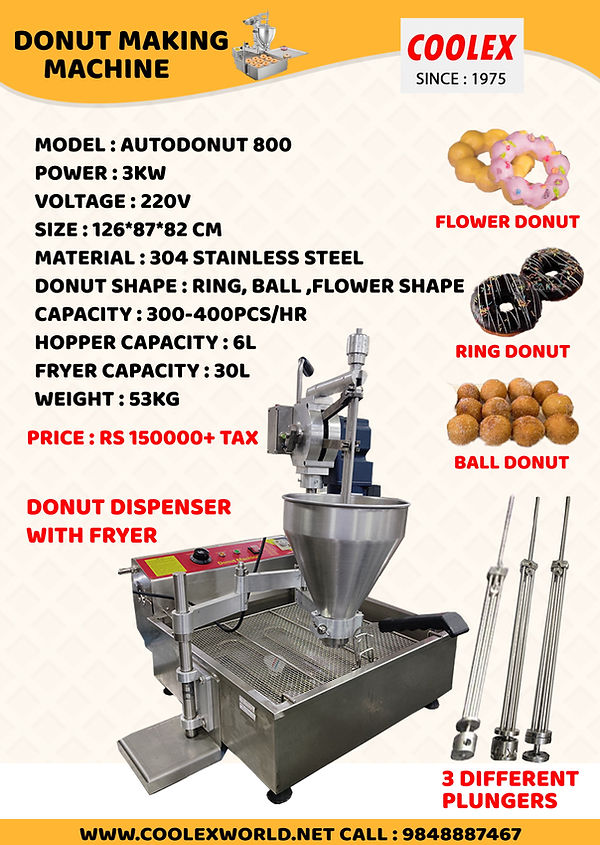 DONUT MAKING
MACHINE
COOLEX
SINCE : 1975
MODEL : AUTODONUT 800
POWER : 3KW
VOLTAGE : 220V
SIZE : 126*87*82 CM
MATERIAL : 304 STAINLESS STEEL
DONUT SHAPE : RING, BALL ,FLOWER SHAPE
CAPACITY : 300-400PCS/HR
HOPPER CAPACITY : 6L
FRYER CAPACITY : 30L
WEIGHT : 53KG
PRICE : RS 150000+ TAX
FLOWER DONUT
RING DONUT
BALL DONUT
DONUT DISPENSER
WITH FRYER
Donut Machine
3 DIFFERENT
PLUNGERS
WWW.COOLEXWORLD.NET CALL : 9848887467